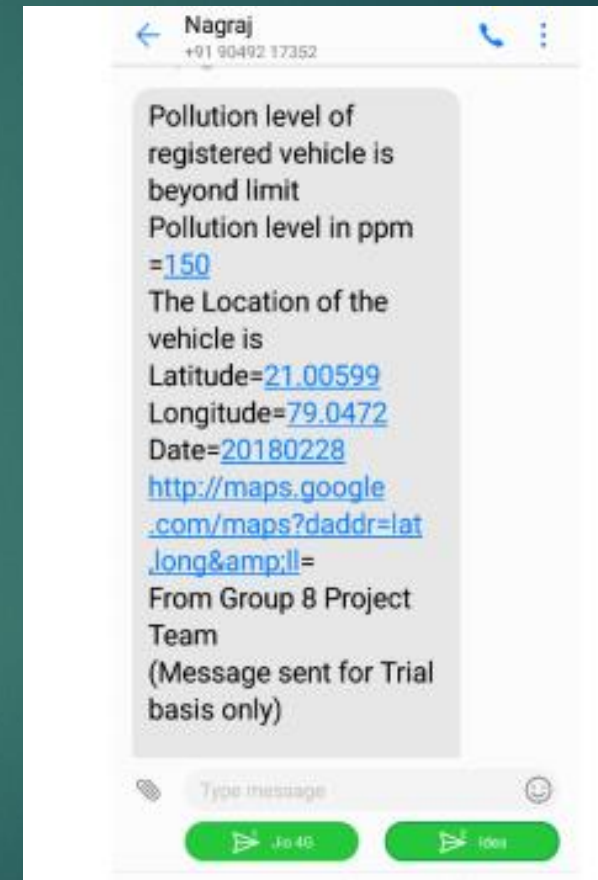 Nagraj
+91 90492 17352
Pollution level of
registered vehicle is
beyond limit
Pollution level in ppm
=150
The Location of the
vehicle is
Latitude=21.00599
Longitude=79.0472
Date=20180228
http://maps.google
.com/maps?daddr=lat
,long&amp;ll=
From Group 8 Project
Team
(Message sent for Trial
basis only)
Type message
Jio 4G
Idea